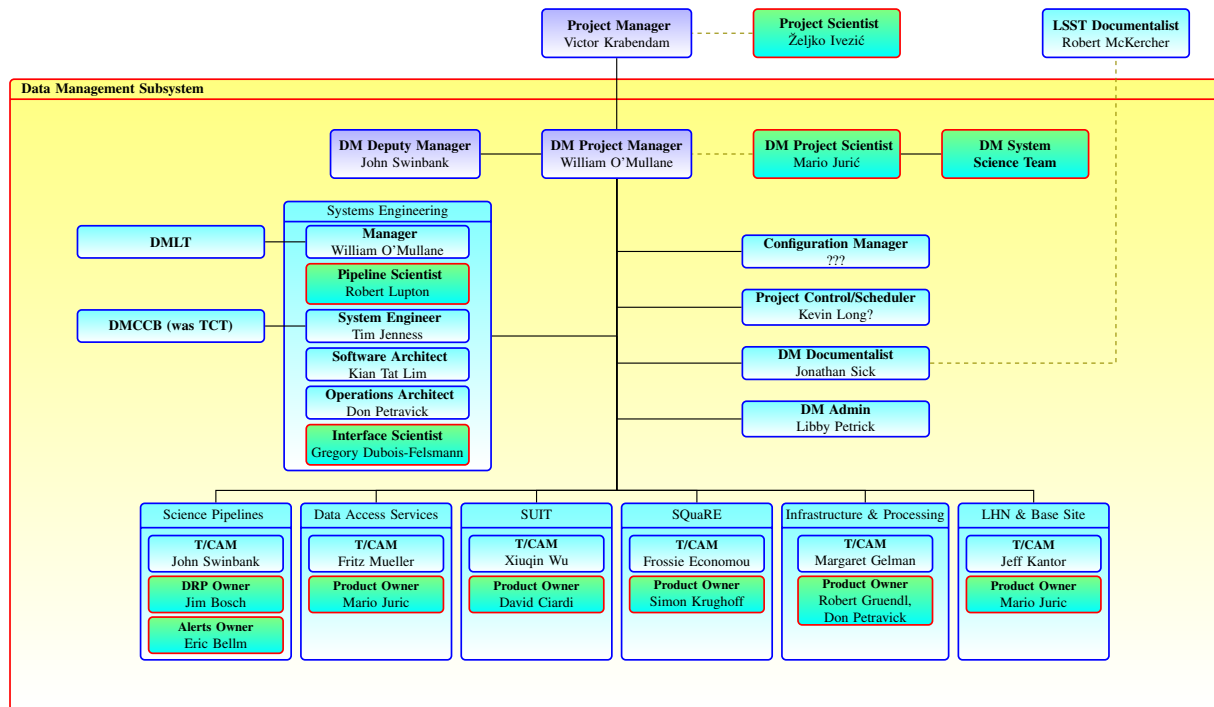 Project Manager
Victor Krabendam
Project Scientist
Željko Ivezić
LSST Documentalist
Robert McKercher
Data Management Subsystem
DM Deputy Manager
John Swinbank
DM Project Manager
William O'Mullane
DM Project Scientist
Mario Jurić
DM System
Science Team
Systems Engineering
Manager
William O'Mullane
Pipeline Scientist
Robert Lupton
System Engineer
Tim Jenness
Software Architect
Kian Tat Lim
Operations Architect
Don Petravick
Interface Scientist
Gregory Dubois-Felsmann
DMLT
DMCCB (was TCT)
Configuration Manager
???
Project Control/Scheduler
Kevin Long?
DM Documentalist
Jonathan Sick
DM Admin
Libby Petrick
Science Pipelines
T/CAM
John Swinbank
DRP Owner
Jim Bosch
Alerts Owner
Eric Bellm
Data Access Services
T/CAM
Fritz Mueller
Product Owner
Mario Juric
SUIT
T/CAM
Xiuqin Wu
Product Owner
David Ciardi
SQuaRE
T/CAM
Frossie Economou
Product Owner
Simon Krughoff
Infrastructure & Processing
T/CAM
Margaret Gelman
Product Owner
Robert Gruendl,
Don Petravick
LHN & Base Site
T/CAM
Jeff Kantor
Product Owner
Mario Juric